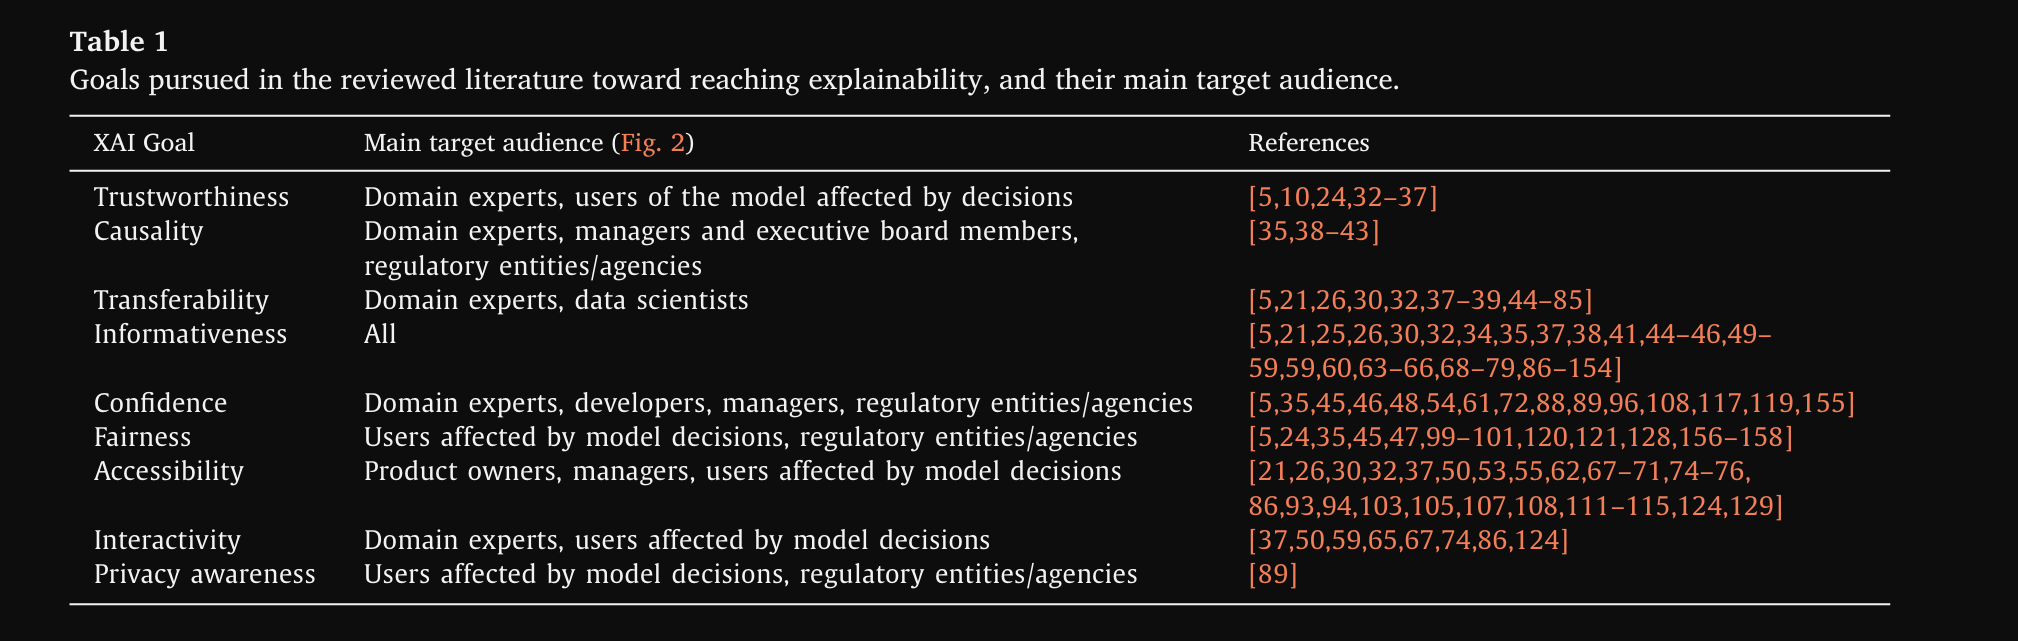 Table 1
Goals pursued in the reviewed literature toward reaching explainability, and their main target audience.
XAI Goal Main target audience (Fig. 2) References
Trustworthiness Domain experts, users of the model affected by decisions [5,10,24,32–37]
Causality Domain experts, managers and executive board members, [35,38–43]
regulatory entities/agencies
Transferability Domain experts, data scientists [5,21,26,30,32,37–39,44–85]
Informativeness All [5,21,25,26,30,32,34,35,37,38,41,44–46,49–
59,59,60,63–66,68–79,86–154]
Confidence Domain experts, developers, managers, regulatory entities/agencies [5,35,45,46,48,54,61,72,88,89,96,108,117,119,155]
Fairness Users affected by model decisions, regulatory entities/agencies [5,24,35,45,47,99–101,120,121,128,156–158]
Accessibility Product owners, managers, users affected by model decisions [21,26,30,32,37,50,53,55,62,67–71,74–76,
86,93,94,103,105,107,108,111–115,124,129]
Interactivity Domain experts, users affected by model decisions [37,50,59,65,67,74,86,124]
Privacy awareness Users affected by model decisions, regulatory entities/agencies [89]